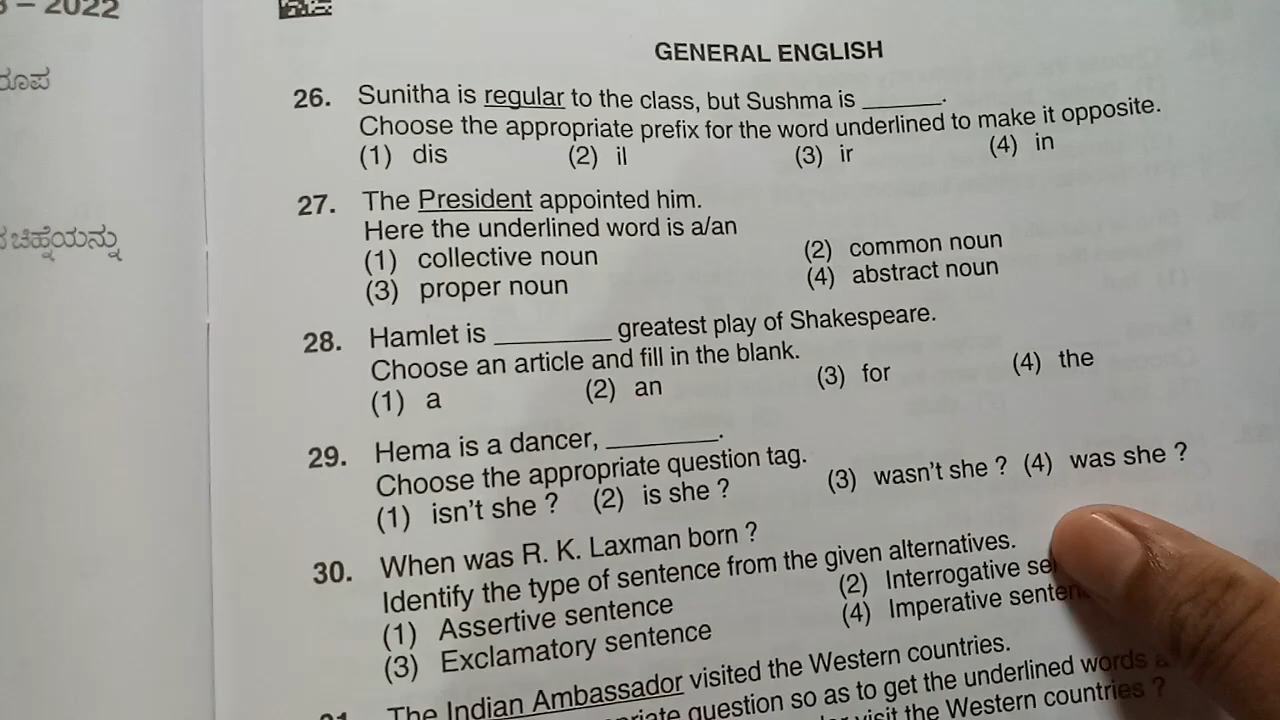 – 2022
GENERAL ENGLISH
26. Sunitha is regular to the class, but Sushma is ______.
Choose the appropriate prefix for the word underlined to make it opposite.
(1) dis (2) il (3) ir (4) in
27. The President appointed him.
Here the underlined word is a/an
(1) collective noun (2) common noun
(3) proper noun (4) abstract noun
28. Hamlet is ________ greatest play of Shakespeare.
Choose an article and fill in the blank.
(1) a (2) an (3) for (4) the
29. Hema is a dancer, ________.
Choose the appropriate question tag.
(1) isn't she ? (2) is she ? (3) wasn't she ? (4) was she ?
30. When was R. K. Laxman born ?
Identify the type of sentence from the given alternatives.
(1) Assertive sentence (2) Interrogative
(3) Exclamatory sentence (4) Imperative
The Indian Ambassador visited the Western countries.
question so as to get the underlined words
visit the Western countries ?
ರೂಪ
ಚಿಹ್ನೆಯನ್ನು